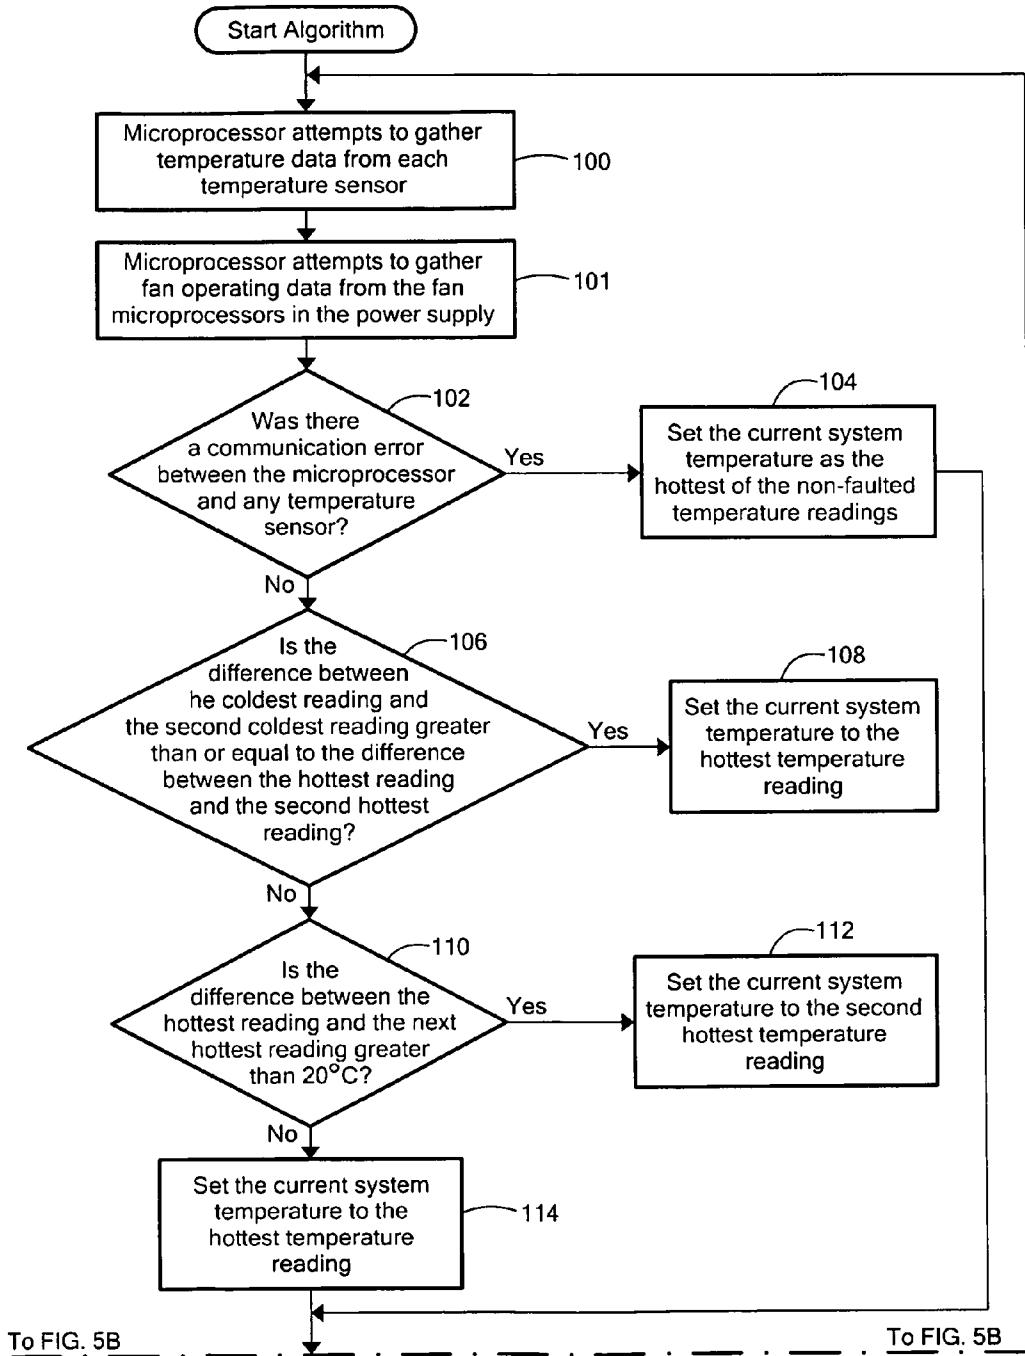 Start Algorithm
Microprocessor attempts to gather
temperature data from each
temperature sensor
100
Microprocessor attempts to gather
fan operating data from the fan
microprocessors in the power supply
101
102
Was there
a communication error
between the microprocessor
and any temperature
sensor?
Yes
104
Set the current system
temperature as the
hottest of the non-faulted
temperature readings
No
106
Is the
difference between
he coldest reading and
the second coldest reading greater
than or equal to the difference
between the hottest reading
and the second hottest
reading?
Yes
108
Set the current system
temperature to the
hottest temperature
reading
No
110
Is the
difference between the
hottest reading and the next
hottest reading greater
than 20°C?
Yes
112
Set the current system
temperature to the second
hottest temperature
reading
No
Set the current system
temperature to the
hottest temperature
reading
114
To FIG. 5B
To FIG. 5B